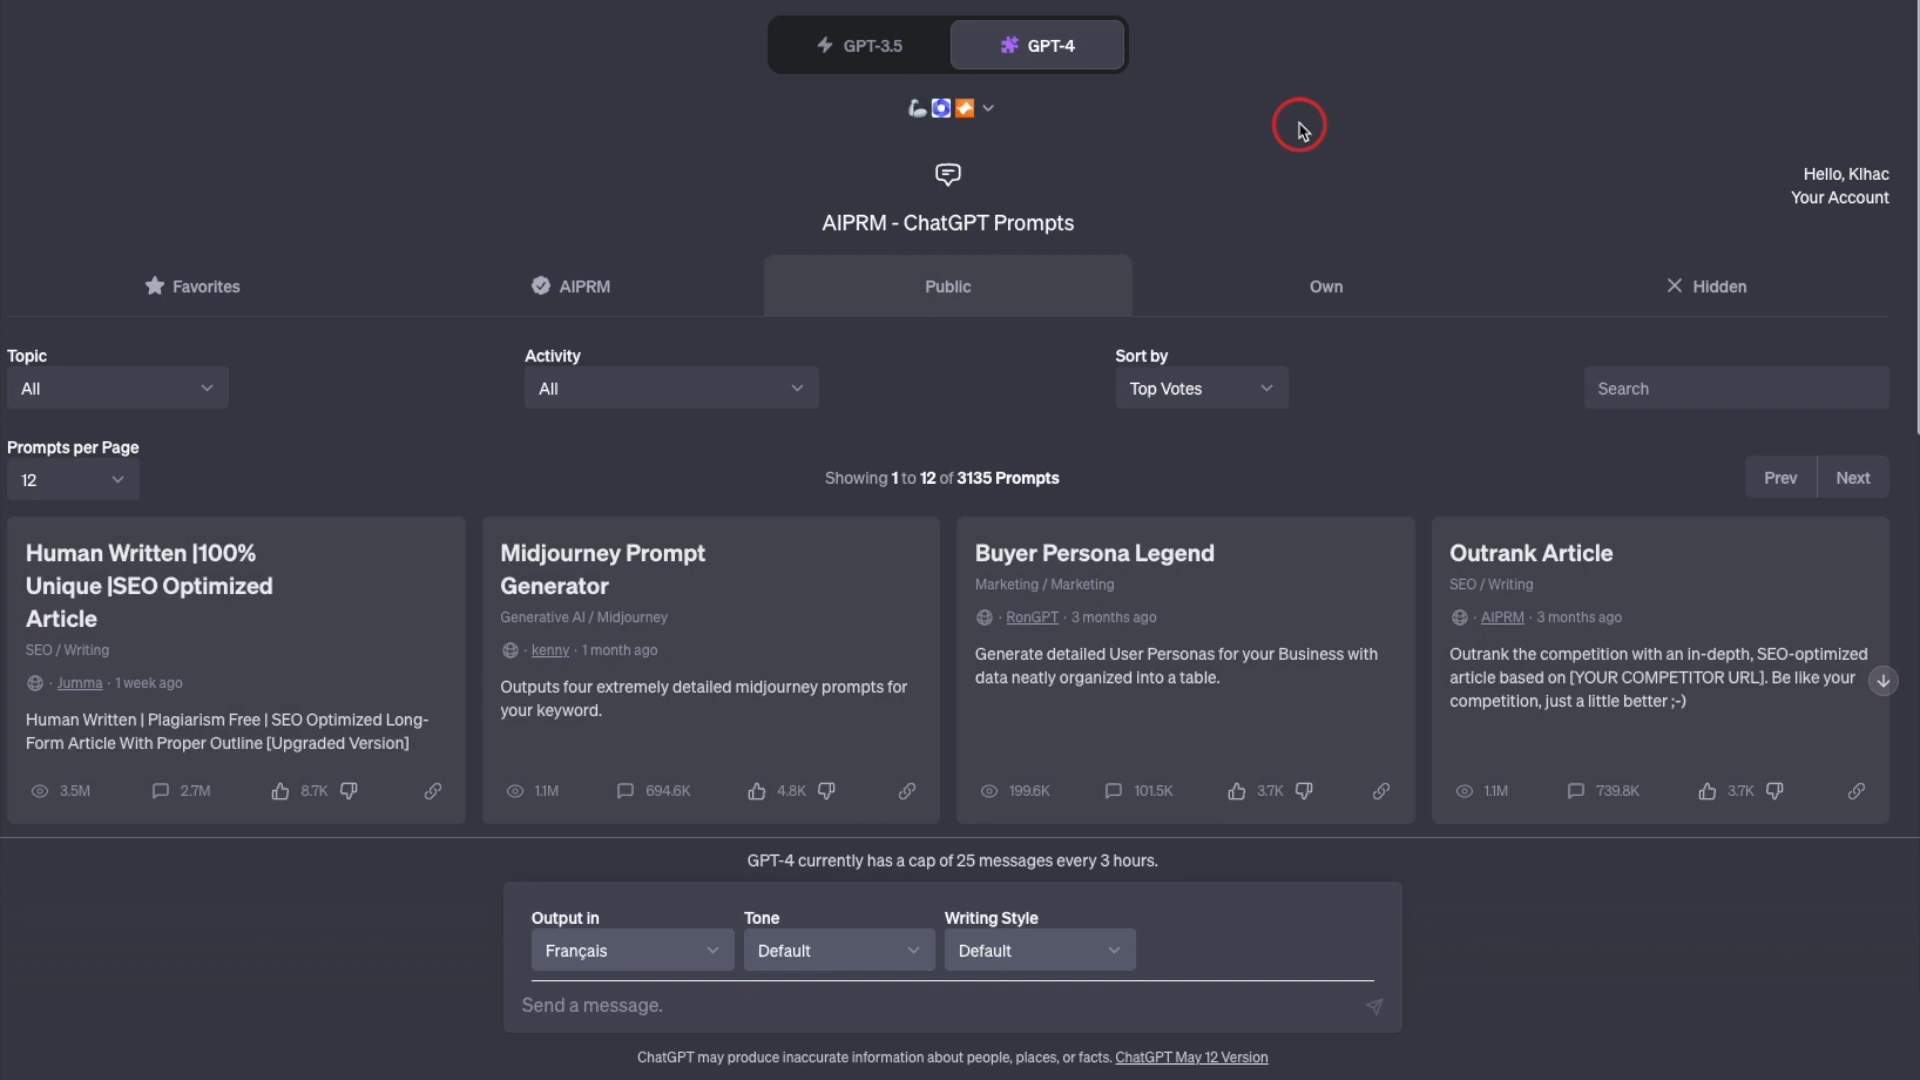 GPT-3.5
GPT-4
Hello, Klhac
Your Account
AIPRM - ChatGPT Prompts
Favorites
AIPRM
Public
Own
Hidden
Topic
All
Activity
All
Sort by
Top Votes
Search
Prompts per Page
12
Showing 1 to 12 of 3135 Prompts
Prev
Next
Human Written |100%
Unique |SEO Optimized
Article
SEO / Writing
· Jumma · 1 week ago
Human Written | Plagiarism Free | SEO Optimized Long-
Form Article With Proper Outline [Upgraded Version]
3.5M
2.7M
8.7K
Midjourney Prompt
Generator
Generative AI / Midjourney
· kenny · 1 month ago
Outputs four extremely detailed midjourney prompts for
your keyword.
1.1M
694.6K
4.8K
Buyer Persona Legend
Marketing / Marketing
· RonGPT · 3 months ago
Generate detailed User Personas for your Business with
data neatly organized into a table.
199.6K
101.5K
3.7K
Outrank Article
SEO / Writing
· AIPRM · 3 months ago
Outrank the competition with an in-depth, SEO-optimized
article based on [YOUR COMPETITOR URL]. Be like your
competition, just a little better ;-)
1.1M
739.8K
3.7K
GPT-4 currently has a cap of 25 messages every 3 hours.
Output in
Français
Tone
Default
Writing Style
Default
Send a message.
ChatGPT may produce inaccurate information about people, places, or facts. ChatGPT May 12 Version